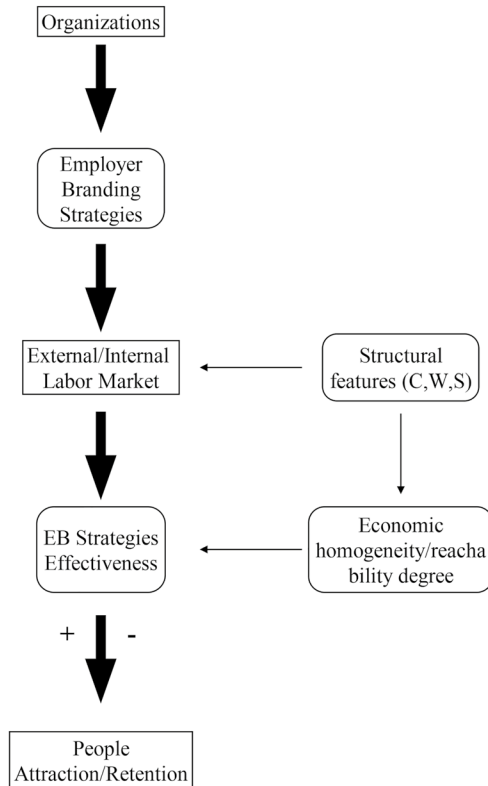 Organizations
Employer
Branding
Strategies
External/Internal
Labor Market
Structural
features (C,W,S)
EB Strategies
Effectiveness
Economic
homogeneity/reacha
bility degree
+ -
People
Attraction/Retention